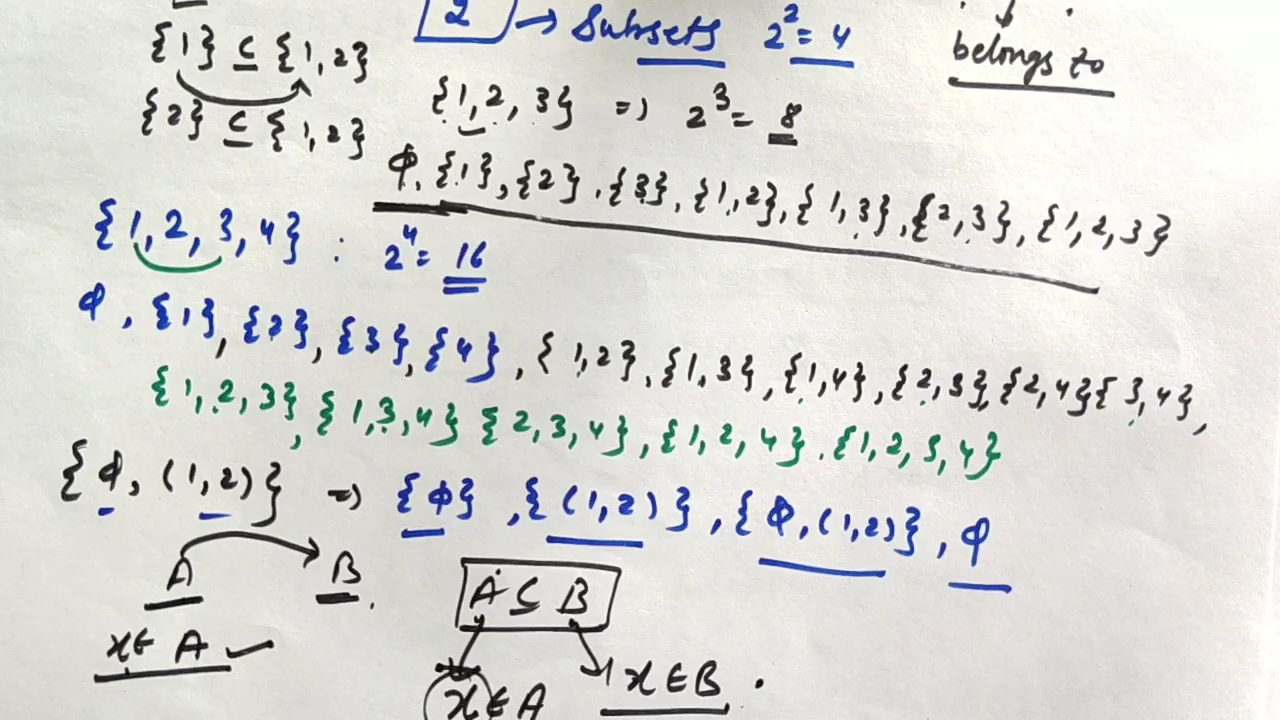 {1} ⊆ {1,2}
2 → Subsets 2² = 4
belongs to
{2} ⊆ {1,2}
{1,2,3} ⇒ 2³ = 8
ϕ, {1}, {2}, {3}, {1,2}, {1,3}, {2,3}, {1,2,3}
{1,2,3,4} : 2⁴ = 16
ϕ, {1}, {2}, {3}, {4}, {1,2}, {1,3}, {1,4}, {2,3}, {2,4} {3,4},
{1,2,3}, {1,3,4} {2,3,4}, {1,2,4}. {1,2,3,4}
{ϕ, (1,2)} ⇒ {ϕ}, {(1,2)}, {ϕ,(1,2)}, ϕ
A → B.
A ⊆ B
x ∈ A ✓
x ∈ A
x ∈ B.